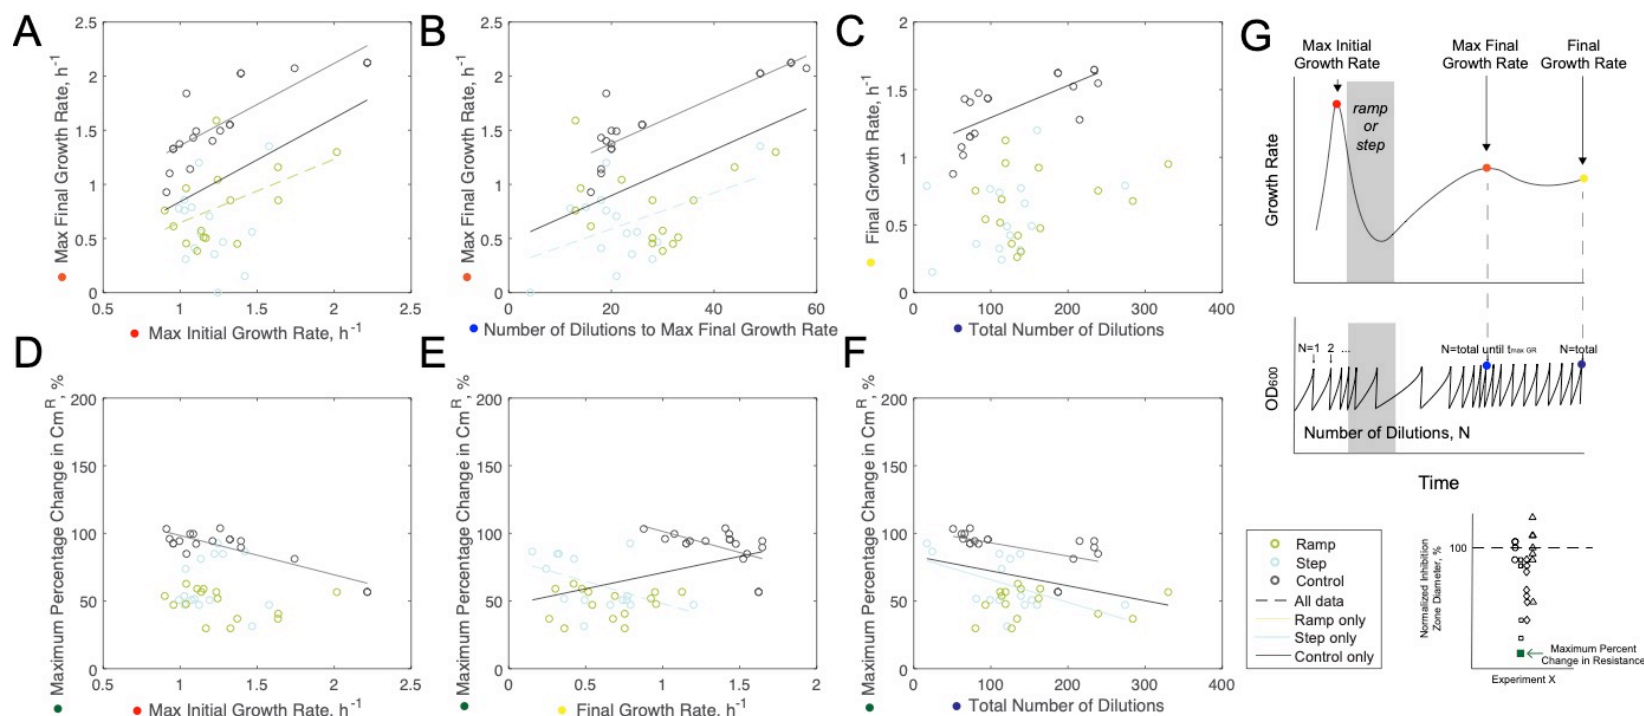 A
Max Final Growth Rate, h-1
2.5
2
1.5
1
0.5
0
0.5
1
1.5
2
2.5
Max Initial Growth Rate, h-1
B
Max Final Growth Rate, h-1
2.5
2
1.5
1
0.5
0
0
20
40
60
Number of Dilutions to Max Final Growth Rate
C
Final Growth Rate, h-1
2
1.5
1
0.5
0
0
100
200
300
400
Total Number of Dilutions
D
Maximum Percentage Change in CmR, %
200
150
100
50
0
0.5
1
1.5
2
2.5
Max Initial Growth Rate, h-1
E
Maximum Percentage Change in CmR, %
200
150
100
50
0
0
0.5
1
1.5
2
Final Growth Rate, h-1
F
Maximum Percentage Change in CmR, %
200
150
100
50
0
0
100
200
300
400
Total Number of Dilutions
G
Max Initial
Growth Rate
Max Final
Growth Rate
Final
Growth Rate
ramp
or
step
Growth Rate
N=1 2 ...
N=total until tmax GR
N=total
OD600
Number of Dilutions, N
Time
Ramp
Step
Control
All data
Ramp only
Step only
Control only
Normalized Inhibition
Zone Diameter, %
100
Maximum Percent
Change in Resistance
Experiment X